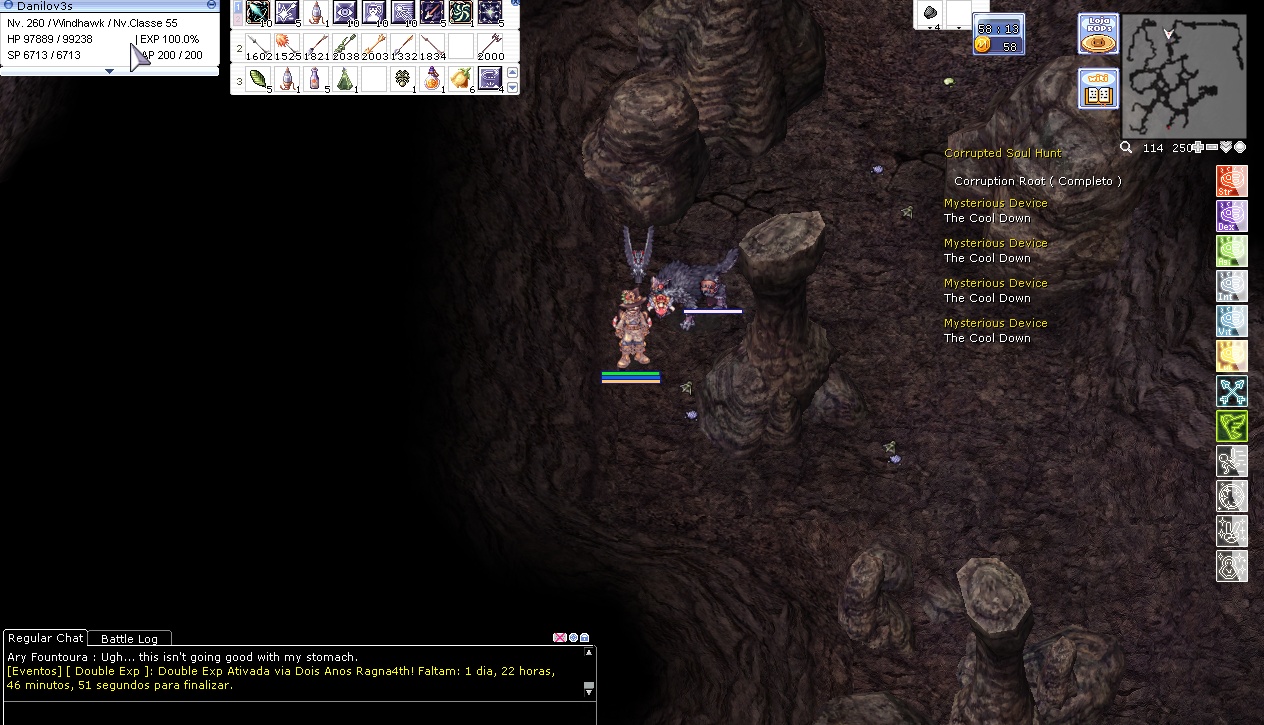 Danilov3s
Nv. 260 / Windhawk / Nv.Classe 55
HP 97889 / 99238 | EXP 100.0%
SP 6713 / 6713 AP 200 / 200
1 10 5 1 10 10 10 5 1 5
2 1602 1525 1821 2038 2003 1332 1834 2000
3 5 1 5 1 1 1 6 4
4
58 : 13
58
Loja
ROPS
wiki
114 250
Corrupted Soul Hunt
Corruption Root ( Completo )
Mysterious Device
The Cool Down
Mysterious Device
The Cool Down
Mysterious Device
The Cool Down
Mysterious Device
The Cool Down
Str
Dex
Agi
Int
Vit
Regular Chat Battle Log
Ary Fountoura : Ugh... this isn't going good with my stomach.
[Eventos] [ Double Exp ]: Double Exp Ativada via Dois Anos Ragna4th! Faltam: 1 dia, 22 horas,
46 minutos, 51 segundos para finalizar.